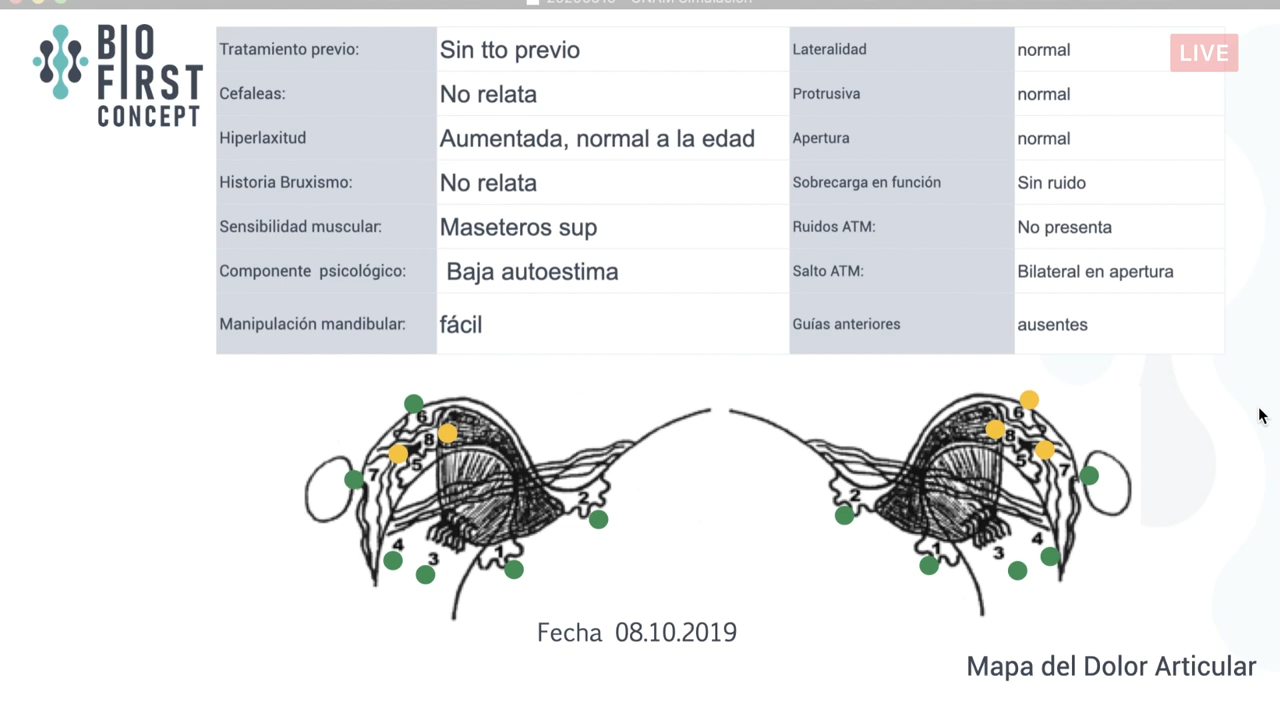 BIO
FIRST
CONCEPT
LIVE
Tratamiento previo: Sin tto previo Lateralidad normal
Cefaleas: No relata Protrusiva normal
Hiperlaxitud Aumentada, normal a la edad Apertura normal
Historia Bruxismo: No relata Sobrecarga en función Sin ruido
Sensibilidad muscular: Maseteros sup Ruidos ATM: No presenta
Componente psicológico: Baja autoestima Salto ATM: Bilateral en apertura
Manipulación mandibular: fácil Guías anteriores ausentes
6 8 7 5 2 4 3 1
6 8 5 7 2 1 3 4
Fecha 08.10.2019
Mapa del Dolor Articular